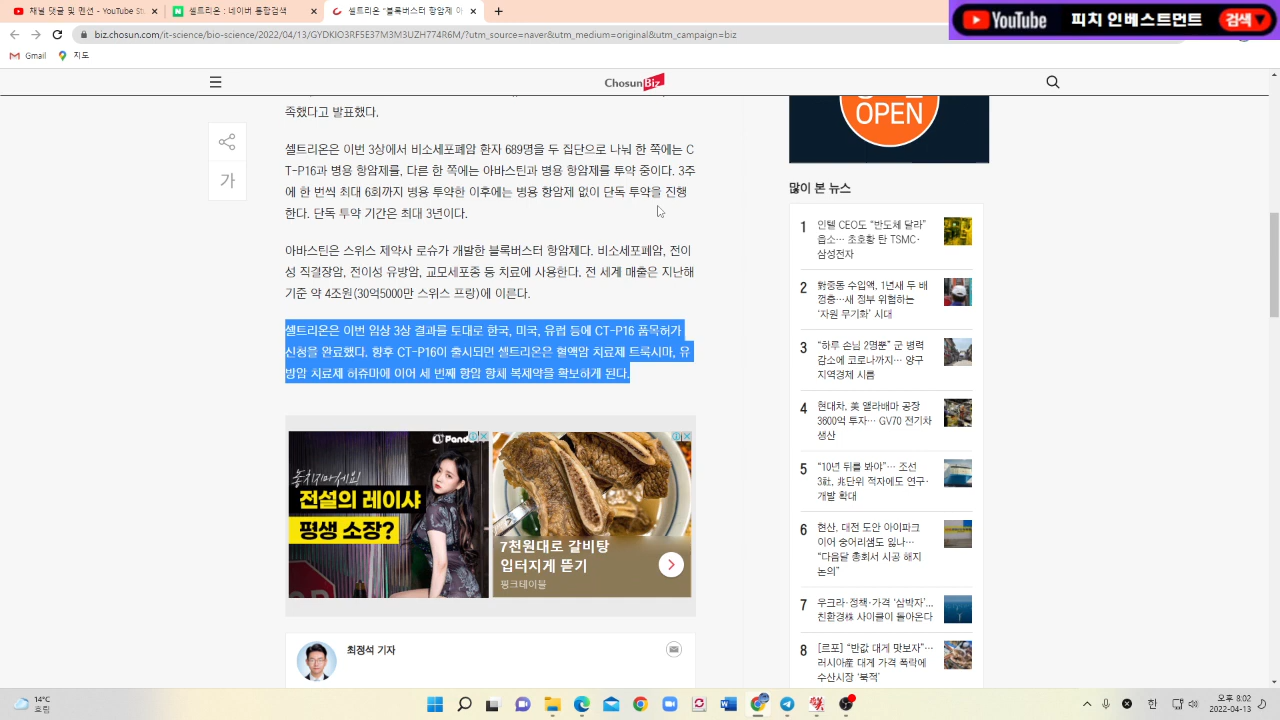 채널 댓글 및 멘션 - YouTube St
셀트리온 : 네이버 통합검색
셀트리온 "블록버스터 항암제 아
YouTube 피치 인베스트먼트 검색▼
Gmail
지도
ChosunBiz
족했다고 발표했다.
셀트리온은 이번 3상에서 비소세포폐암 환자 689명을 두 집단으로 나눠 한 쪽에는 C
T-P16과 병용 항암제를, 다른 한 쪽에는 아바스틴과 병용 항암제를 투약 중이다. 3주
에 한 번씩 최대 6회까지 병용 투약한 이후에는 병용 항암제 없이 단독 투약을 진행
한다. 단독 투약 기간은 최대 3년이다.
아바스틴은 스위스 제약사 로슈가 개발한 블록버스터 항암제다. 비소세포폐암, 전이
성 직결장암, 전이성 유방암, 교모세포종 등 치료에 사용한다. 전 세계 매출은 지난해
기준 약 4조원(30억5000만 스위스 프랑)에 이른다.
셀트리온은 이번 임상 3상 결과를 토대로 한국, 미국, 유럽 등에 CT-P16 품목허가
신청을 완료했다. 향후 CT-P16이 출시되면 셀트리온은 혈액암 치료제 트룩시마, 유
방암 치료제 허쥬마에 이어 세 번째 항암 항체 복제약을 확보하게 된다.
가
OPEN
많이 본 뉴스
1 인텔 CEO도 “반도체 달라”
읍소… 초호황 탄 TSMC·
삼성전자
2 對중동 수입액, 1년새 두 배
껑충…새 정부 위협하는
‘자원 무기화’ 시대
3 “하루 손님 2명뿐” 군 병력
감소에 코로나까지… 양구
지역경제 시름
4 현대차, 美 앨라배마 공장
3600억 투자… GV70 전기차
생산
5 “10년 뒤를 봐야”… 조선
3社, 兆단위 적자에도 연구·
개발 확대
6 현산, 대전 도안 아이파크
이어 숭어리샘도 잃나…
“다음달 총회서 시공 해지
논의”
7 우크라·정책·가격 ‘삼박자’...
친환경株 사이클이 돌아온다
8 [르포] “반값 대게 맛보자”…
러시아産 대게 가격 폭락에
수산시장 ‘북적’
놓치지마세요!
전설의 레이샤
평생 소장?
7천원대로 갈비탕
입터지게 뜯기
핑크테이블
최정석 기자
14°C
흐림
한
오후 8:02
2022-04-13